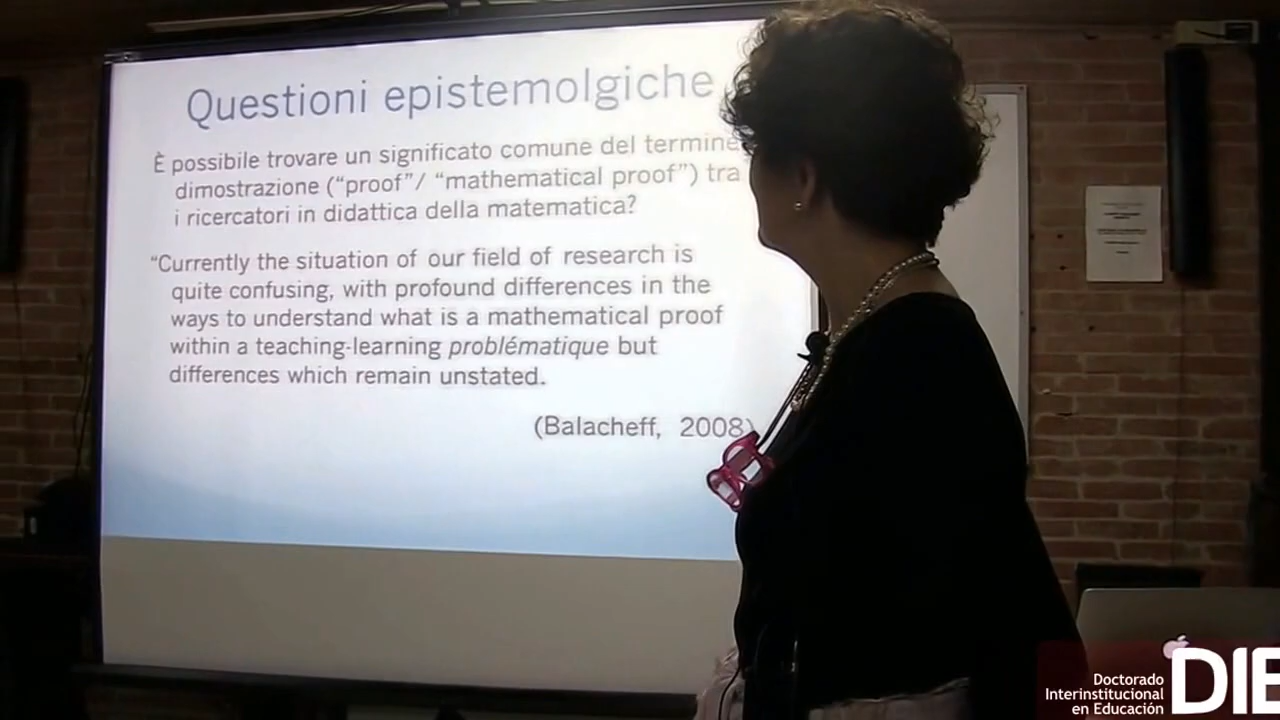 Questioni epistemolgiche
È possibile trovare un significato comune del termine
dimostrazione (“proof”/ “mathematical proof”) tra
i ricercatori in didattica della matematica?
“Currently the situation of our field of research is
quite confusing, with profound differences in the
ways to understand what is a mathematical proof
within a teaching-learning problématique but
differences which remain unstated.
(Balacheff, 2008)
Doctorado
Interinstitucional
en Educación
DIE